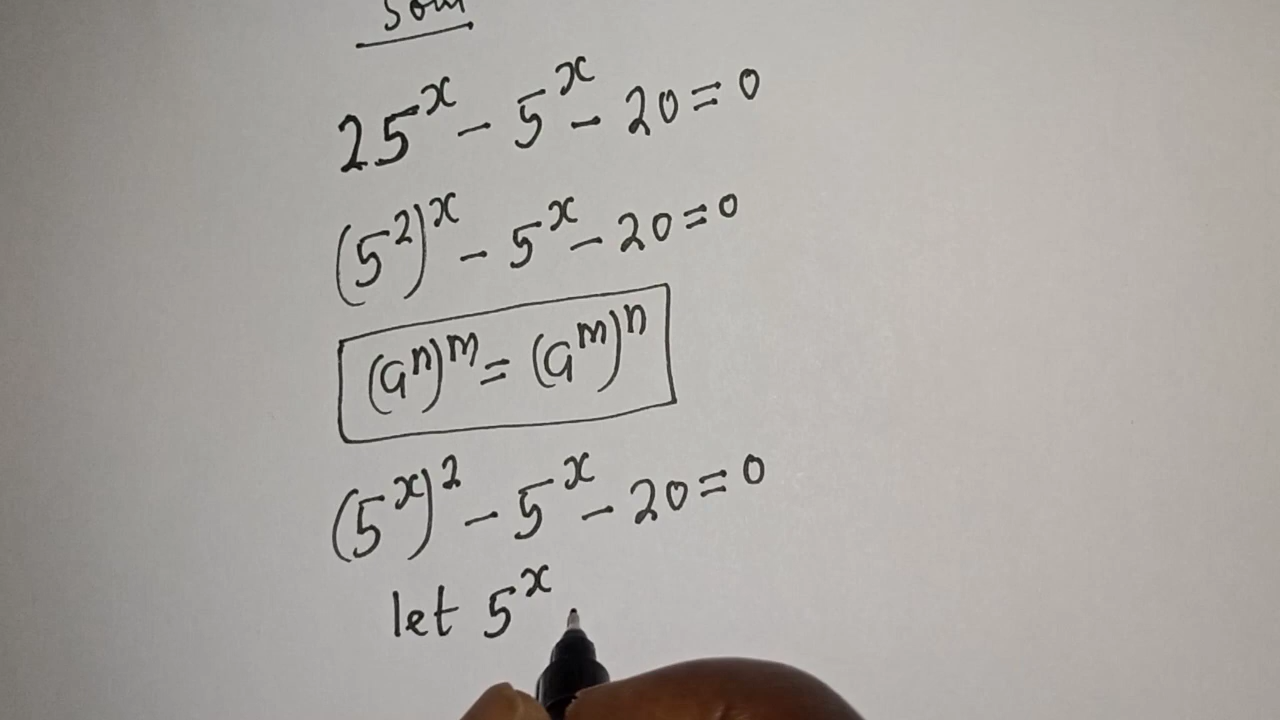 25^x - 5^x - 20 = 0
(5^2)^x - 5^x - 20 = 0
(a^n)^m = (a^m)^n
(5^x)^2 - 5^x - 20 = 0
let 5^x